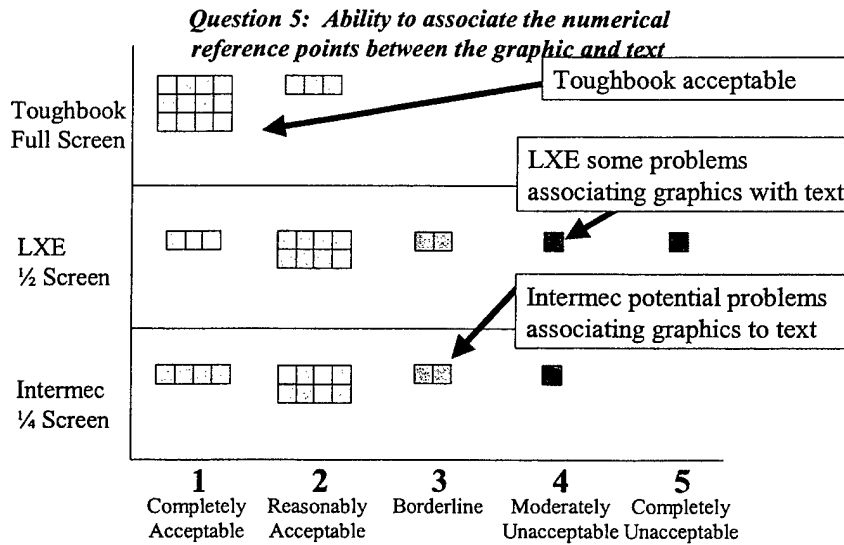 Question 5: Ability to associate the numerical
reference points between the graphic and text
Toughbook
Full Screen
Toughbook acceptable
LXE some problems
associating graphics with text
LXE
½ Screen
Intermec potential problems
associating graphics to text
Intermec
¼ Screen
1 2 3 4 5
Completely Reasonably Borderline Moderately Completely
Acceptable Acceptable Unacceptable Unacceptable